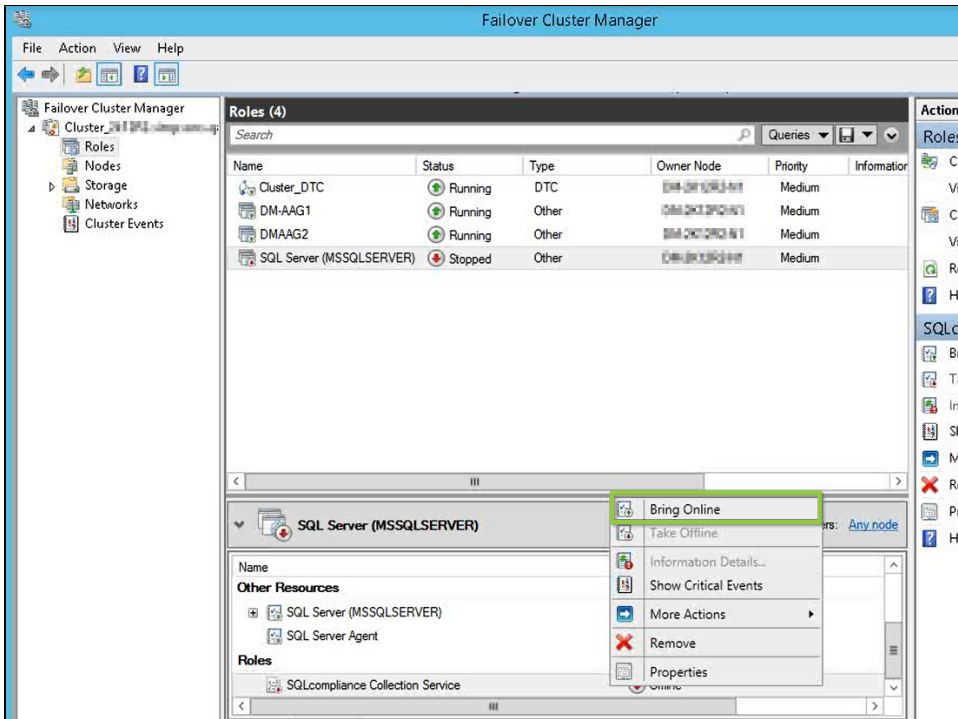 Failover Cluster Manager
File Action View Help
Failover Cluster Manager
Cluster_
Roles
Nodes
Storage
Networks
Cluster Events
Roles (4)
Search
Queries
Name Status Type Owner Node Priority Information
Cluster_DTC Running DTC Medium
DM-AAG1 Running Other Medium
DMAAG2 Running Other Medium
SQL Server (MSSQLSERVER) Stopped Other Medium
SQL Server (MSSQLSERVER)
Any node
Name
Other Resources
SQL Server (MSSQLSERVER)
SQL Server Agent
Roles
SQLcompliance Collection Service
Offline
Bring Online
Take Offline
Information Details...
Show Critical Events
More Actions
Remove
Properties
Action
Roles
SQLc